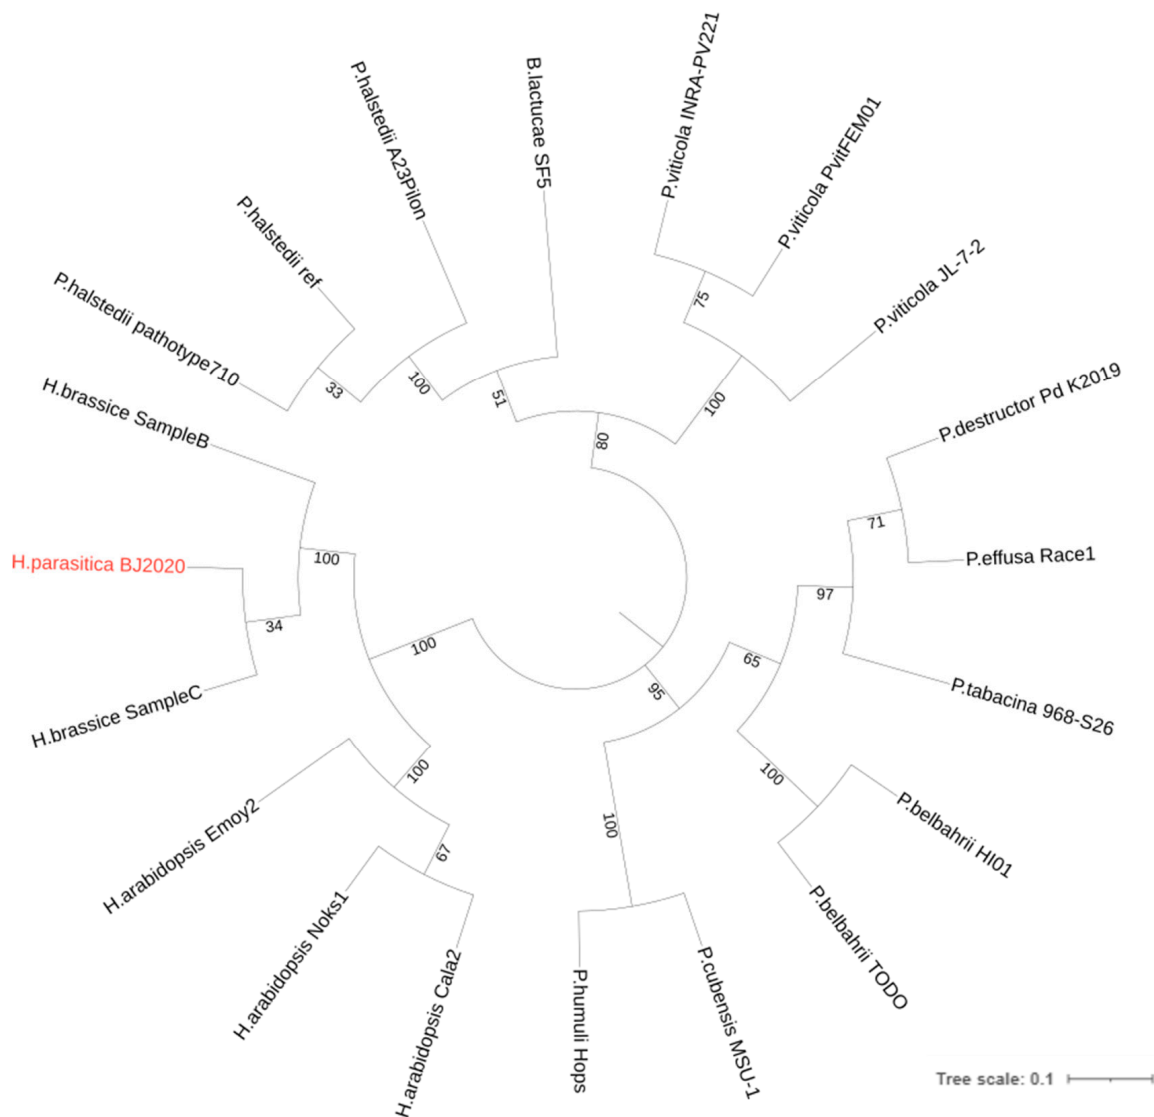 P.viticola INRA-PV221
P.viticola PvitFEM01
P.viticola JL-7-2
P.destructor Pd K2019
P.effusa Race1
P.tabacina 968-S26
P.belbahrii HI01
P.belbahrii TODO
P.cubensis MSU-1
P.humuli Hops
H.arabidopsis Cala2
H.arabidopsis Noks1
H.arabidopsis Emoy2
H.brassice SampleC
H.parasitica BJ2020
H.brassice SampleB
P.halstedii pathotype710
P.halstedii ref
P.halstedii A23Pilon
B.lactucae SF5
75
100
80
51
100
33
71
97
65
100
95
100
100
100
34
100
67
Tree scale: 0.1